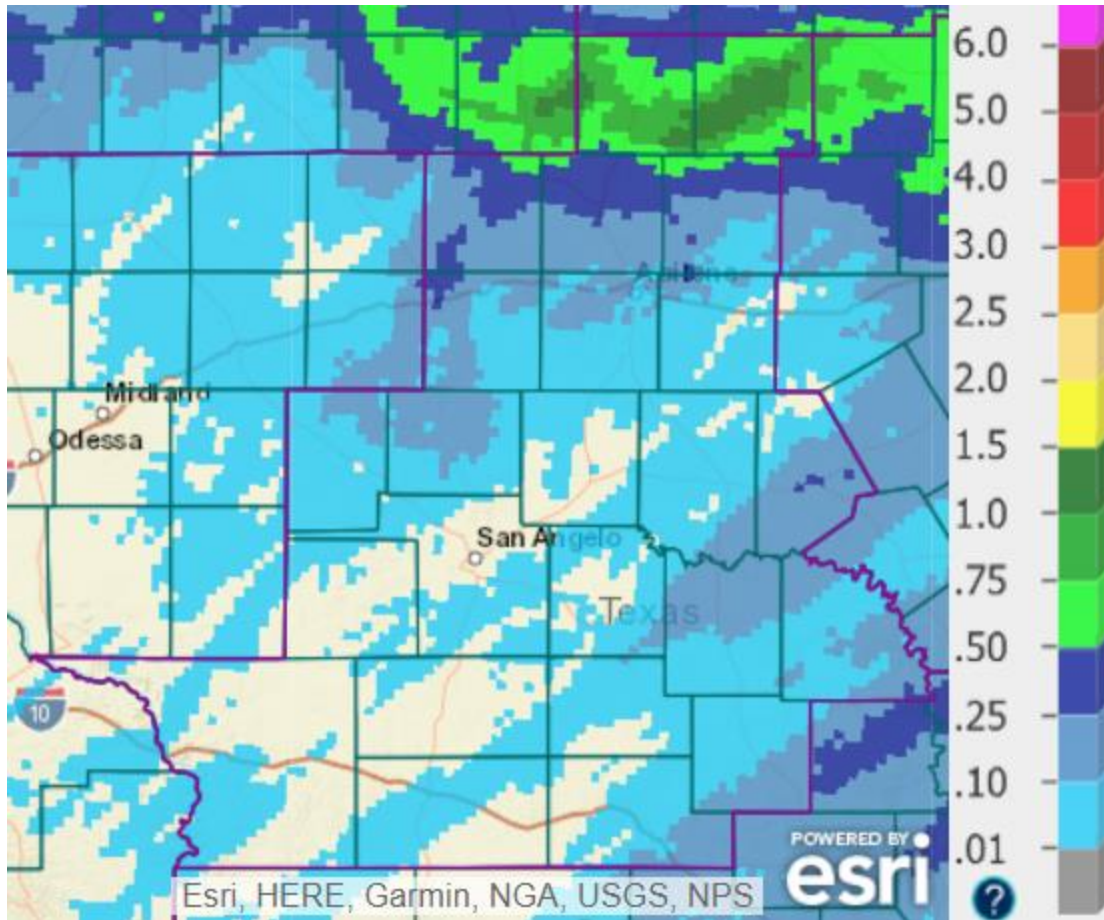 6.0
5.0
4.0
3.0
2.5
2.0
1.5
1.0
.75
.50
.25
.10
.01
Abilene
Midland
Odessa
San Angelo
Texas
10
POWERED BY
esri
Esri, HERE, Garmin, NGA, USGS, NPS
?